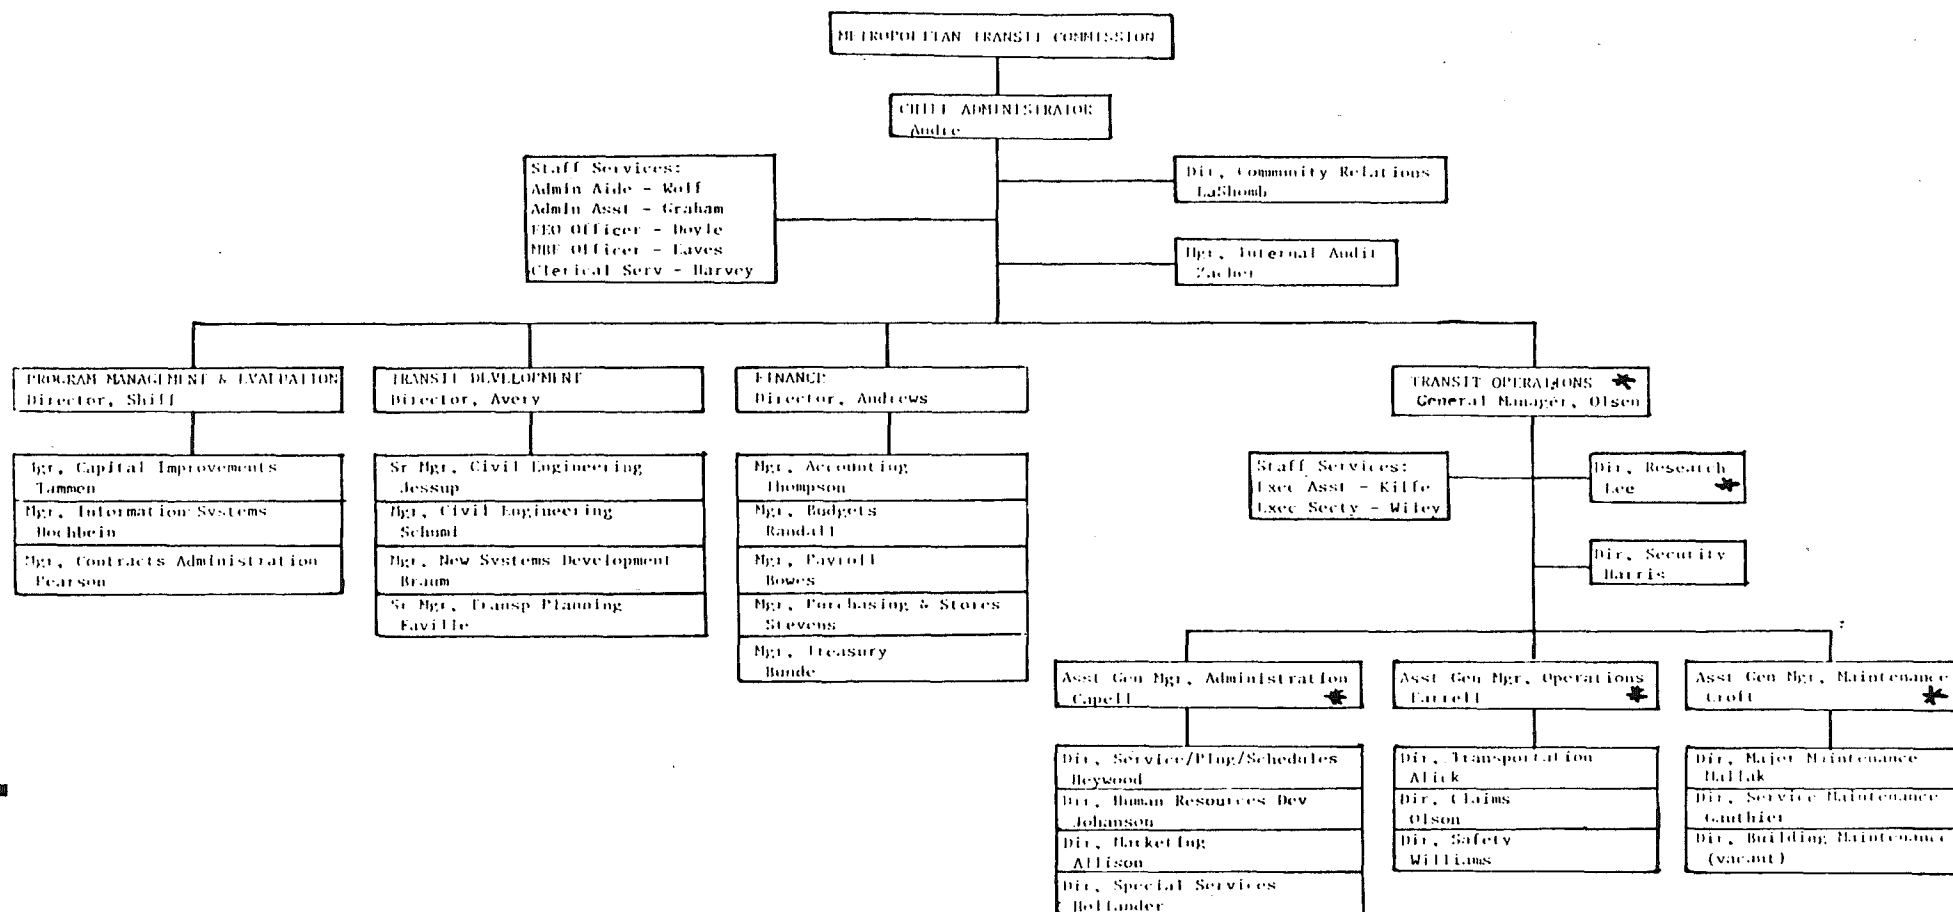 METROPOLITAN TRANSIT COMMISSION
CHIEF ADMINISTRATOR
Andre
Staff Services:
Admin Aide - Wolf
Admin Asst - Graham
EEO Officer - Doyle
MBE Officer - Eaves
Clerical Serv - Harvey
Dir, Community Relations
LaShomb
Mgr, Internal Audit
Zacher
PROGRAM MANAGEMENT & EVALUATION
Director, Shiff
TRANSIT DEVELOPMENT
Director, Avery
FINANCE
Director, Andrews
TRANSIT OPERATIONS
General Manager, Olsen
Mgr, Capital Improvements
Tammen
Mgr, Information Systems
Hochbein
Mgr, Contracts Administration
Pearson
Sr Mgr, Civil Engineering
Jessup
Mgr, Civil Engineering
Schuml
Mgr, New Systems Development
Braum
Sr Mgr, Transp Planning
Faville
Mgr, Accounting
Thompson
Mgr, Budgets
Randall
Mgr, Payroll
Bowes
Mgr, Purchasing & Stores
Stevens
Mgr, Treasury
Bunde
Staff Services:
Exec Asst -
Exec Secty - Wiley
Dir, Research
Lee
Dir, Security
Harris
Asst Gen Mgr, Administration
Capell
Asst Gen Mgr, Operations
Farrell
Asst Gen Mgr, Maintenance
Croft
Dir, Service/Plng/Schedules
Heywood
Dir, Human Resources Dev
Johanson
Dir, Marketing
Allison
Dir, Special Services
Hollander
Dir, Transportation
Alick
Dir, Claims
Olson
Dir, Safety
Williams
Dir, Major Maintenance
Mallak
Dir, Service Maintenance
Gauthier
Dir, Building Maintenance
(vacant)